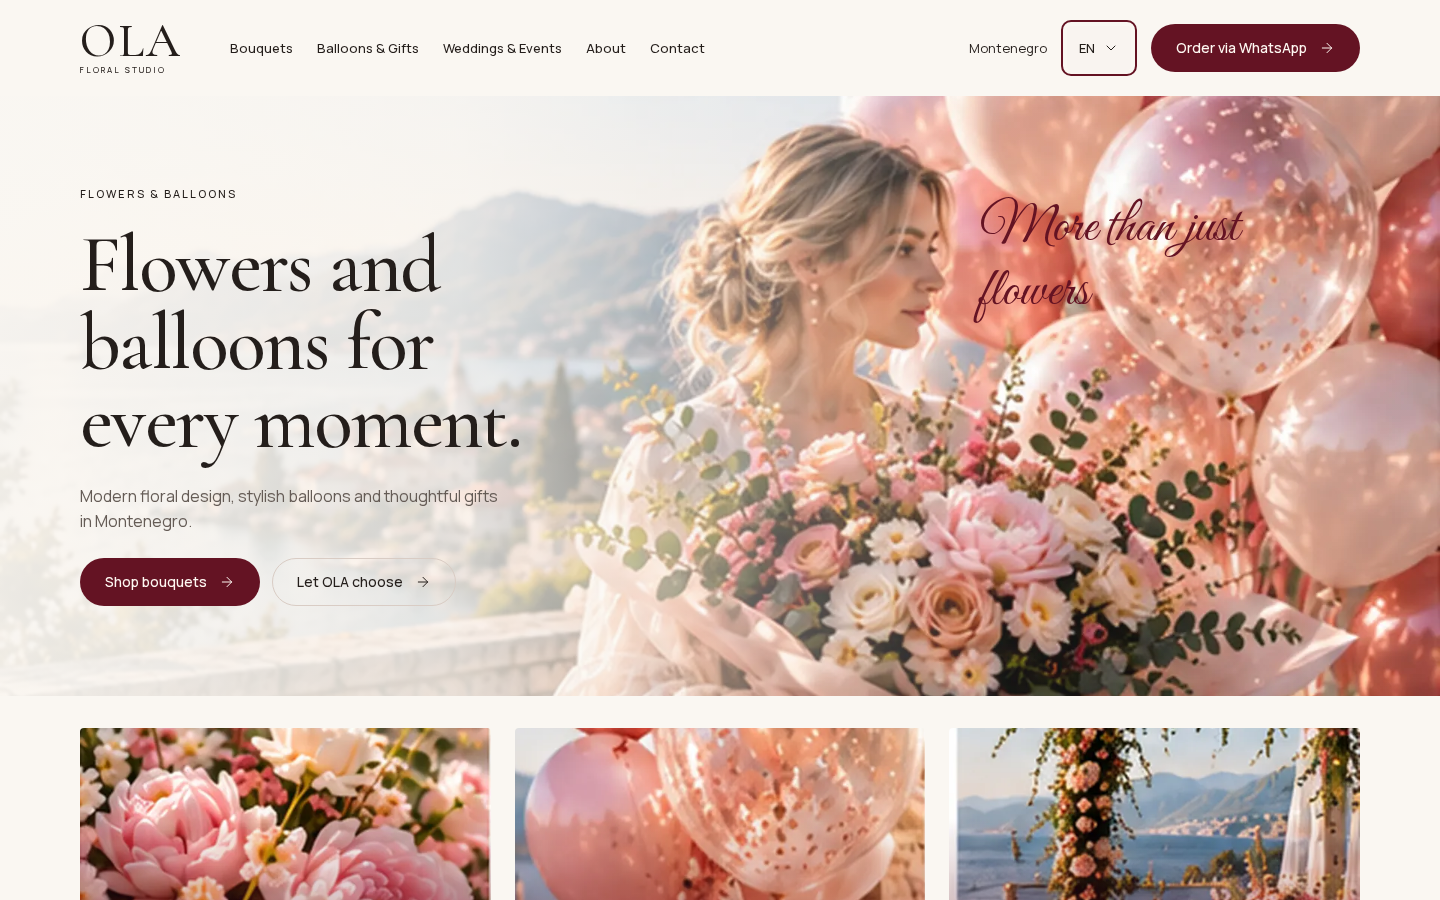 OLA
FLORAL STUDIO
Bouquets
Balloons & Gifts
Weddings & Events
About
Contact
Montenegro
EN
Order via WhatsApp
FLOWERS & BALLOONS
Flowers and
balloons for
every moment.
Modern floral design, stylish balloons and thoughtful gifts
in Montenegro.
Shop bouquets
Let OLA choose
More than just
flowers